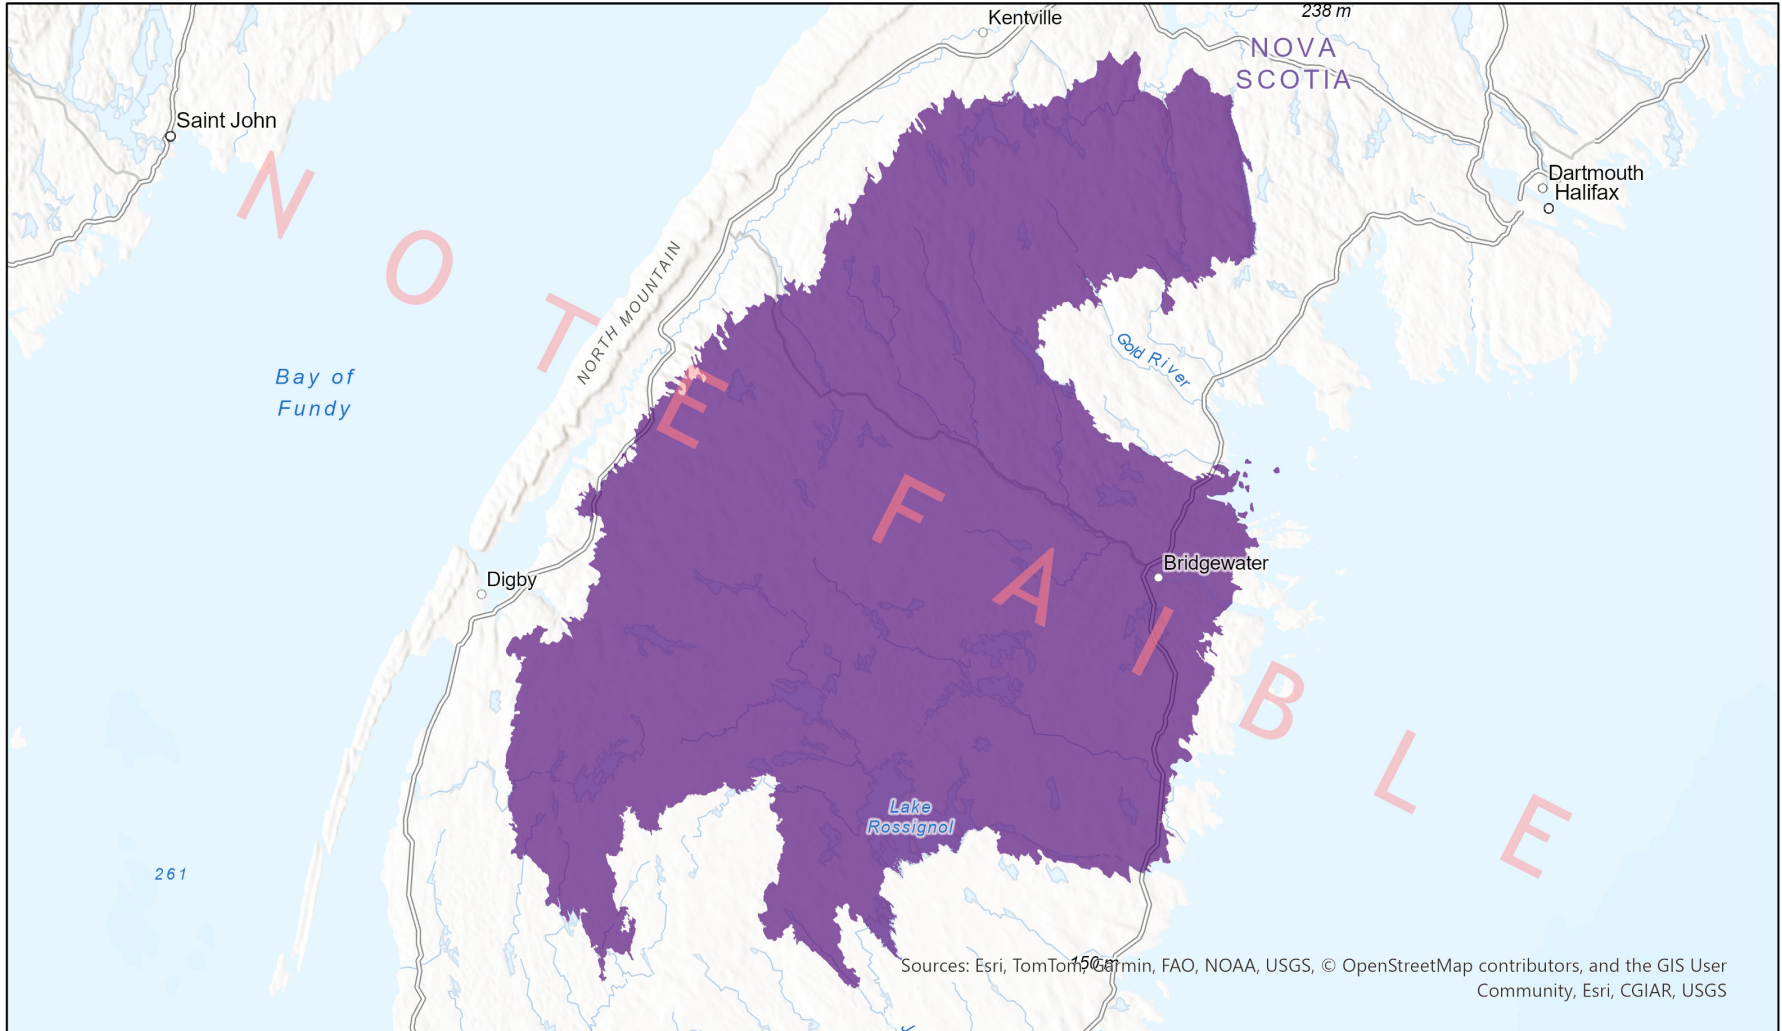 Kentville
238 m
NOVA
SCOTIA
Saint John
Dartmouth
Halifax
NORTH MOUNTAIN
Gold River
Bay of
Fundy
NOTE FAIBLE
Bridgewater
Digby
Lake
Rossignol
261
150 m
Sources: Esri, TomTom, Garmin, FAO, NOAA, USGS, © OpenStreetMap contributors, and the GIS User
Community, Esri, CGIAR, USGS